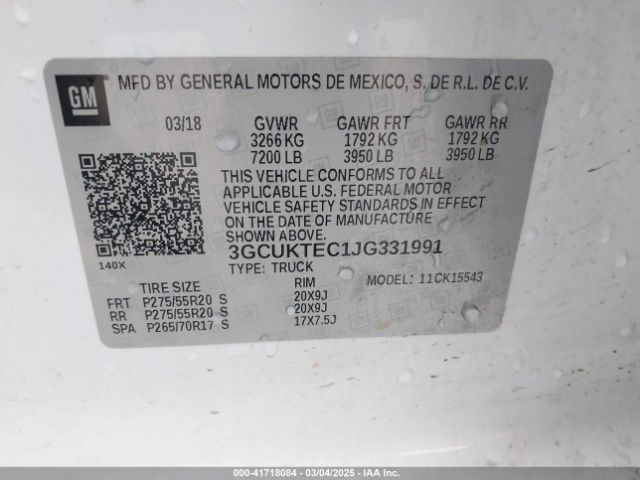 GM
MFD BY GENERAL MOTORS DE MEXICO, S. DE R.L. DE C.V.
03/18 GVWR GAWR FRT GAWR RR
3266 KG 1792 KG 1792 KG
7200 LB 3950 LB 3950 LB
THIS VEHICLE CONFORMS TO ALL
APPLICABLE U.S. FEDERAL MOTOR
VEHICLE SAFETY STANDARDS IN EFFECT
ON THE DATE OF MANUFACTURE
SHOWN ABOVE.
3GCUKTEC1JG331991
140X
TYPE: TRUCK MODEL: 11CK15543
TIRE SIZE RIM
FRT P275/55R20 S 20X9J
RR P275/55R20 S 20X9J
SPA P265/70R17 S 17X7.5J
000-41718084 - 03/04/2025 - IAA Inc.